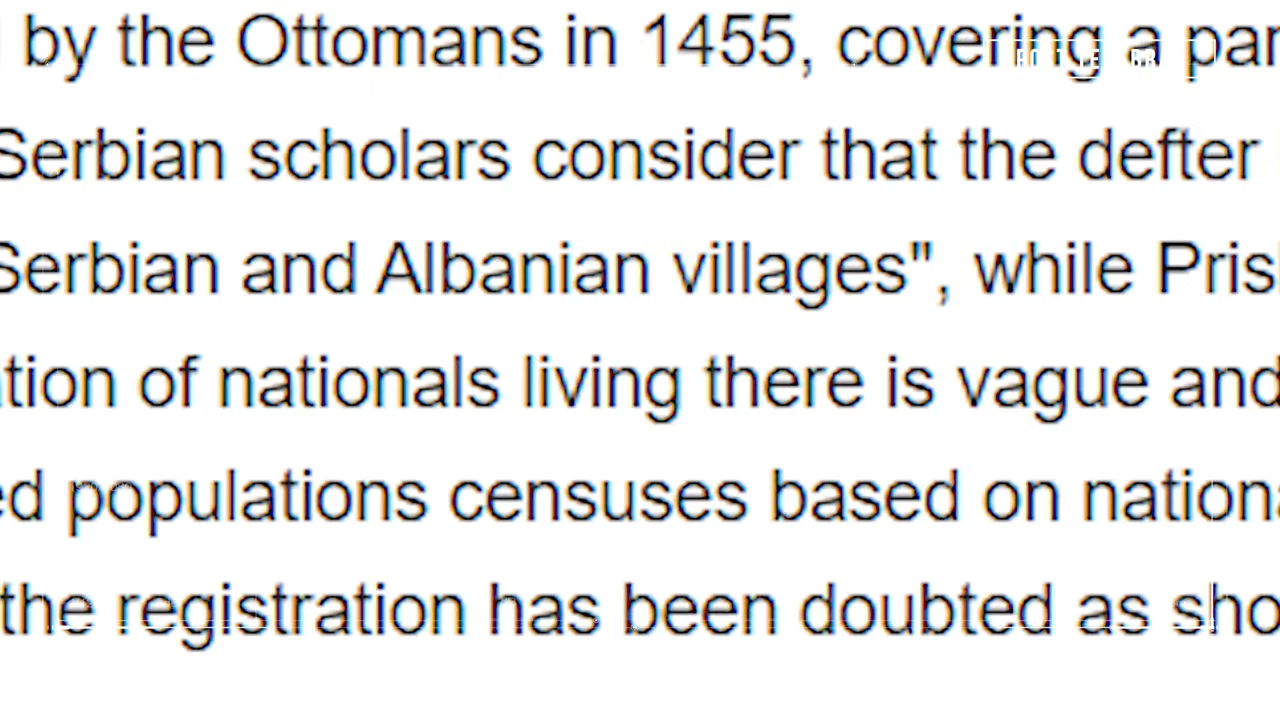 by the Ottomans in 1455, covering a par
Serbian scholars consider that the defter
Serbian and Albanian villages", while Pris
ation of nationals living there is vague and
ed populations censuses based on nationa
the registration has been doubted as sho